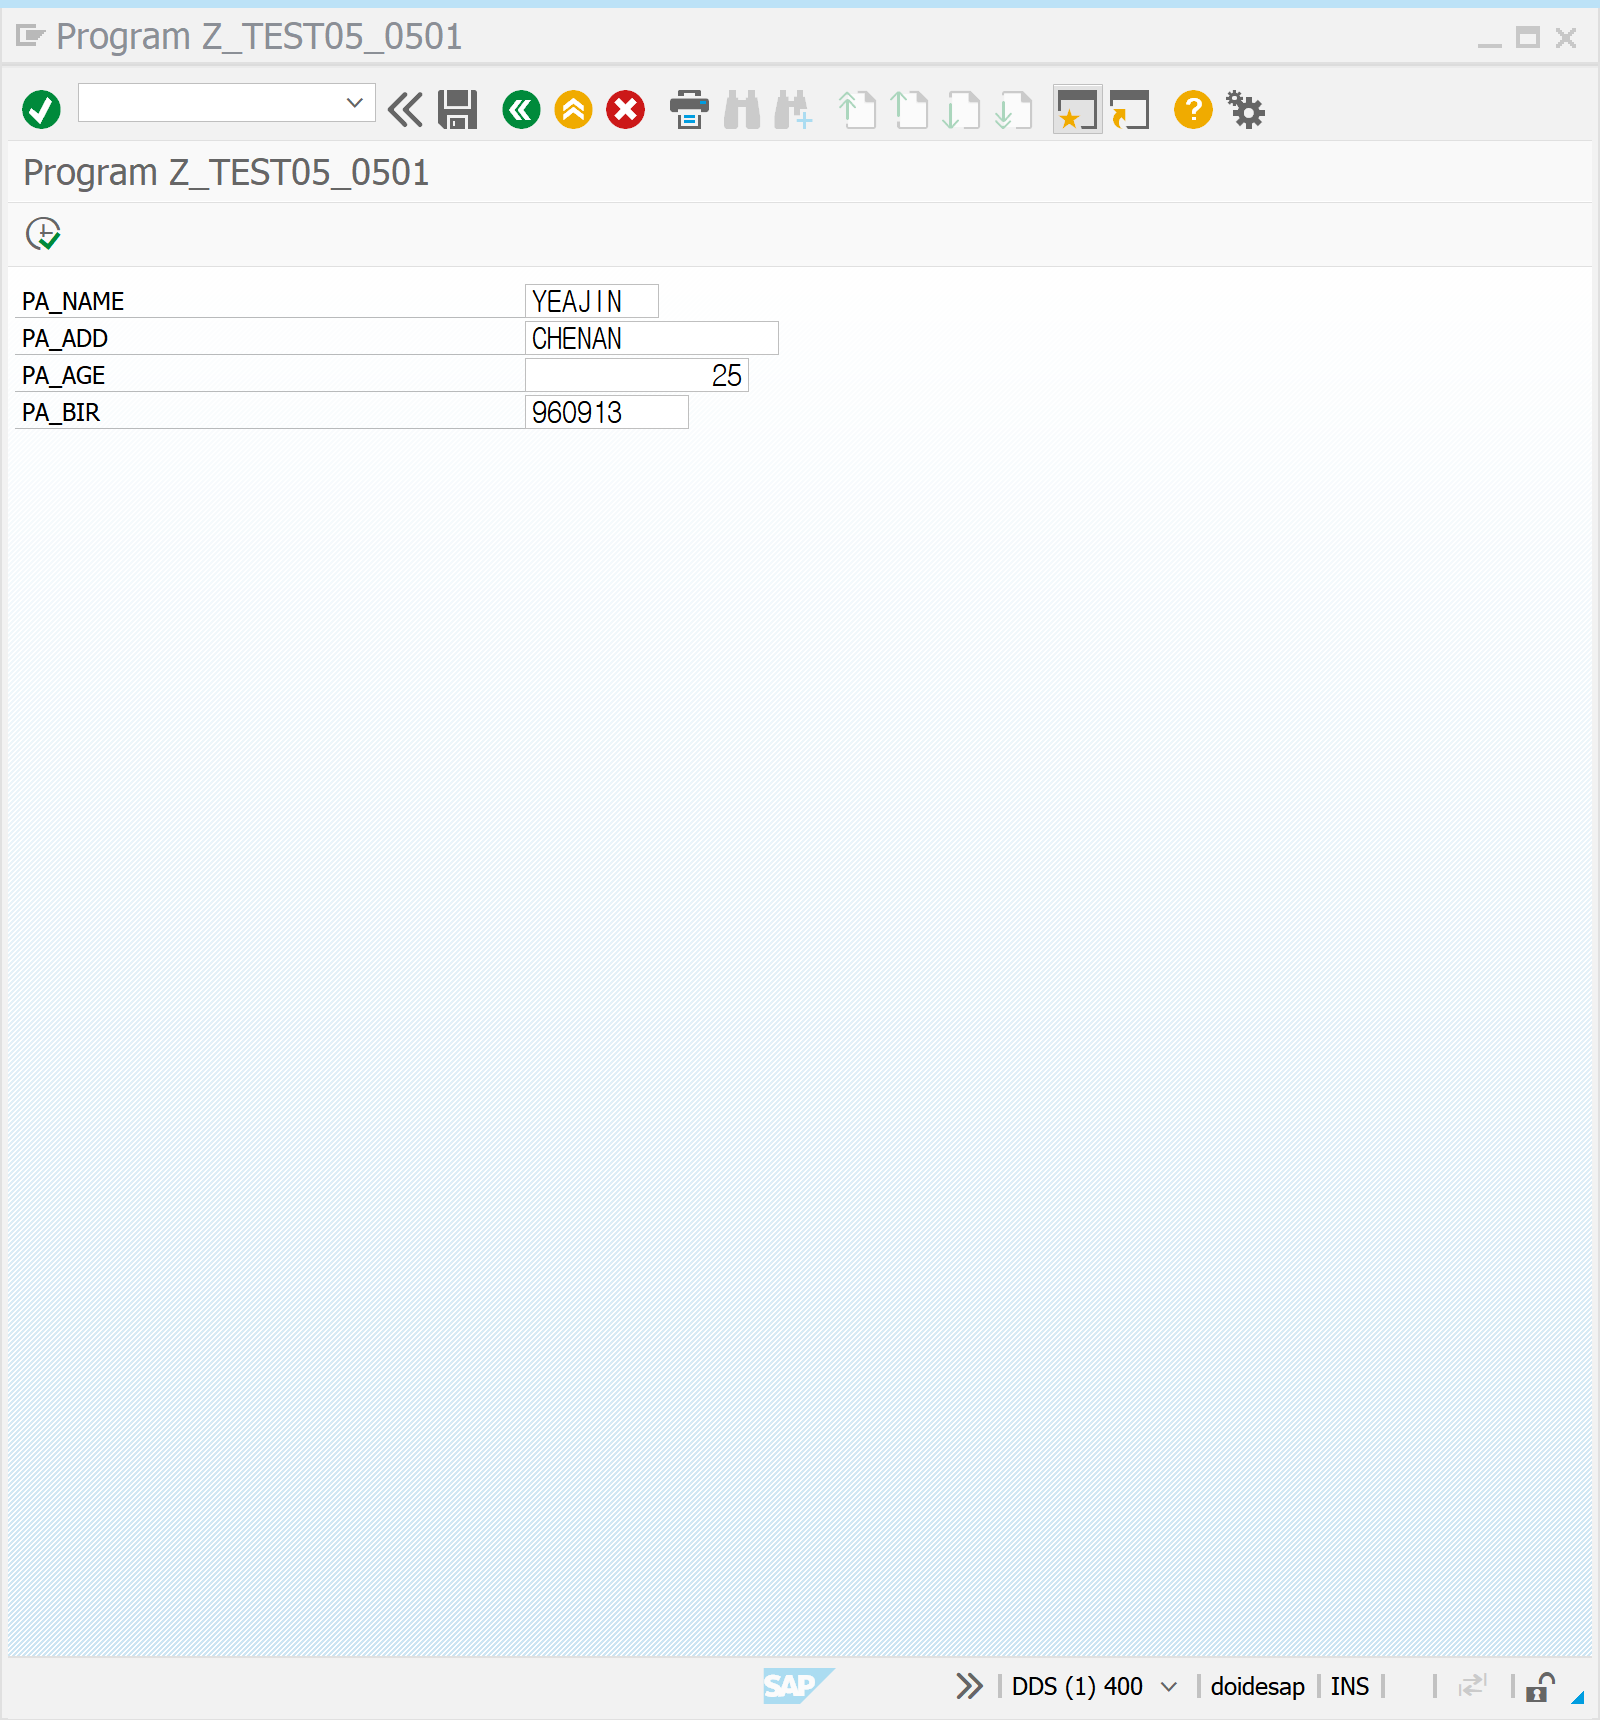 Program Z_TEST05_0501
Program Z_TEST05_0501
PA_NAME YEAJIN
PA_ADD CHENAN
PA_AGE 25
PA_BIR 960913
SAP DDS (1) 400 doidesap INS